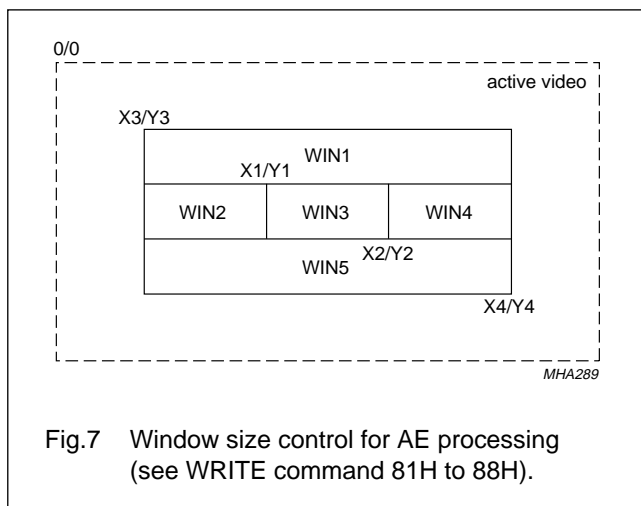 0/0
active video
X3/Y3
WIN1
X1/Y1
WIN2 WIN3 WIN4
X2/Y2
WIN5
X4/Y4
MHA289
Fig.7 Window size control for AE processing
(see WRITE command 81H to 88H).